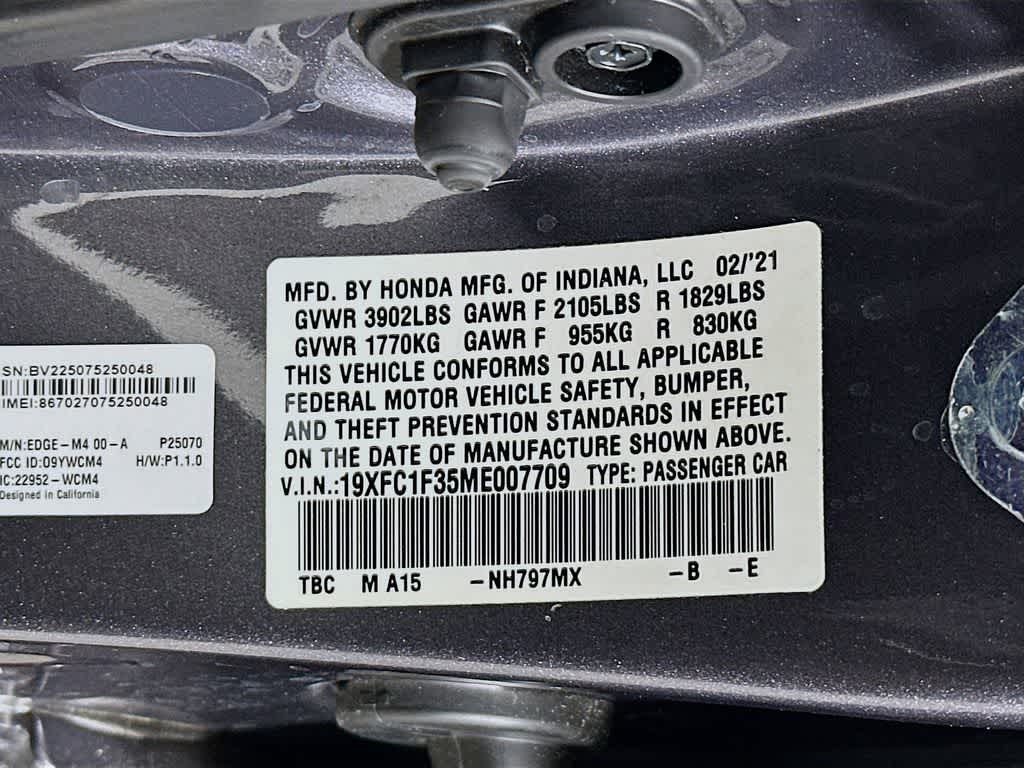 MFD. BY HONDA MFG. OF INDIANA, LLC 02/'21
GVWR 3902LBS GAWR F 2105LBS R 1829LBS
GVWR 1770KG GAWR F 955KG R 830KG
THIS VEHICLE CONFORMS TO ALL APPLICABLE
FEDERAL MOTOR VEHICLE SAFETY, BUMPER,
AND THEFT PREVENTION STANDARDS IN EFFECT
ON THE DATE OF MANUFACTURE SHOWN ABOVE.
V.I.N.:19XFC1F35ME007709 TYPE: PASSENGER CAR
TBC M A15 -NH797MX -B -E
SN:BV225075250048
IMEI:867027075250048
M/N:EDGE-M4 00-A P25070
FCC ID:09YWCM4 H/W:P1.1.0
IC:22952-WCM4
Designed in California